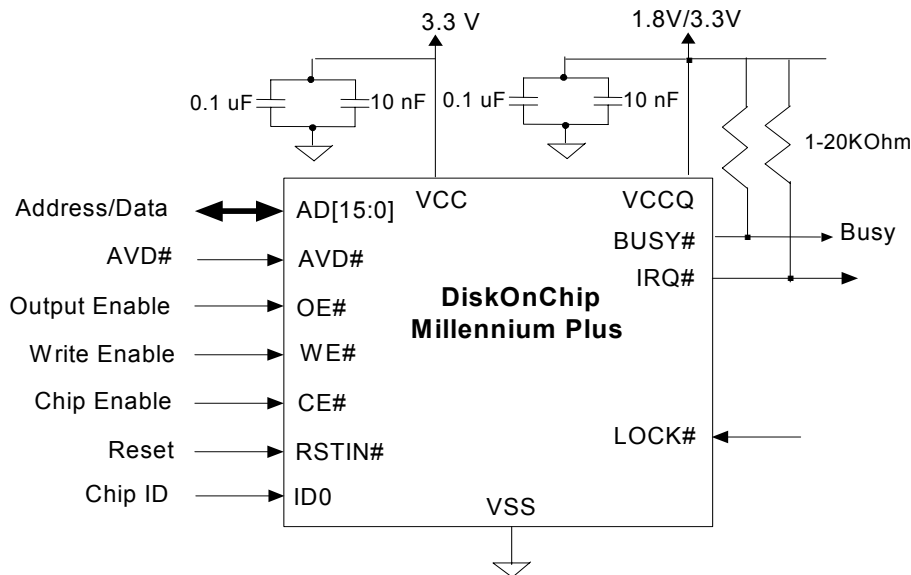 3.3 V
1.8V/3.3V
0.1 uF
10 nF
0.1 uF
10 nF
1-20KOhm
Address/Data
AD[15:0]
VCC
VCCQ
BUSY#
Busy
AVD#
AVD#
IRQ#
Output Enable
OE#
DiskOnChip
Millennium Plus
Write Enable
WE#
Chip Enable
CE#
LOCK#
Reset
RSTIN#
Chip ID
ID0
VSS